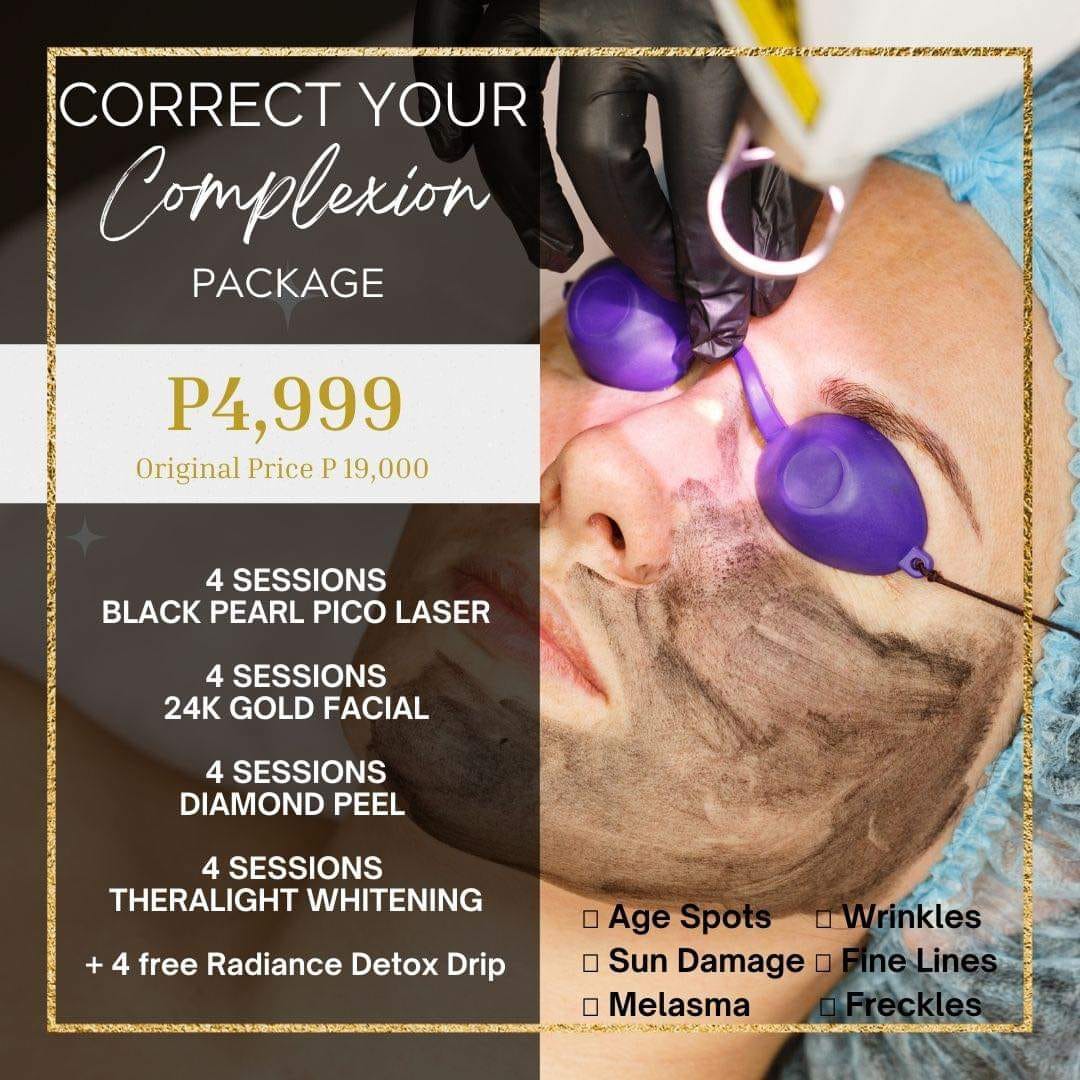 CORRECT YOUR
Complexion
PACKAGE
P4,999
Original Price P 19,000
4 SESSIONS
BLACK PEARL PICO LASER
4 SESSIONS
24K GOLD FACIAL
4 SESSIONS
DIAMOND PEEL
4 SESSIONS
THERALIGHT WHITENING
+ 4 free Radiance Detox Drip
□ Age Spots □ Wrinkles
□ Sun Damage □ Fine Lines
□ Melasma □ Freckles